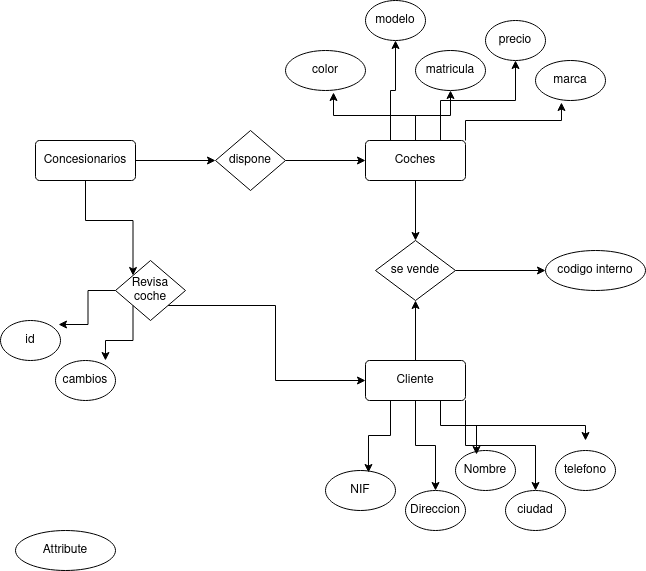 modelo
precio
color
matricula
marca
Concesionarios
dispone
Coches
se vende
codigo interno
Revisa
coche
id
cambios
Cliente
NIF
Nombre
telefono
Direccion
ciudad
Attribute